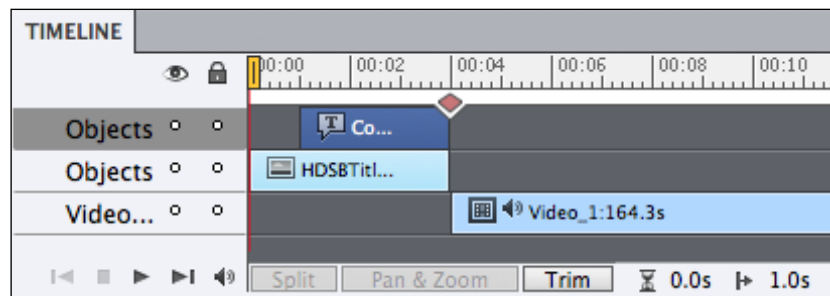 TIMELINE
00:00 00:02 00:04 00:06 00:08 00:10
Objects T Co...
Objects HDSBTitl...
Video... Video_1:164.3s
Split Pan & Zoom Trim 0.0s 1.0s